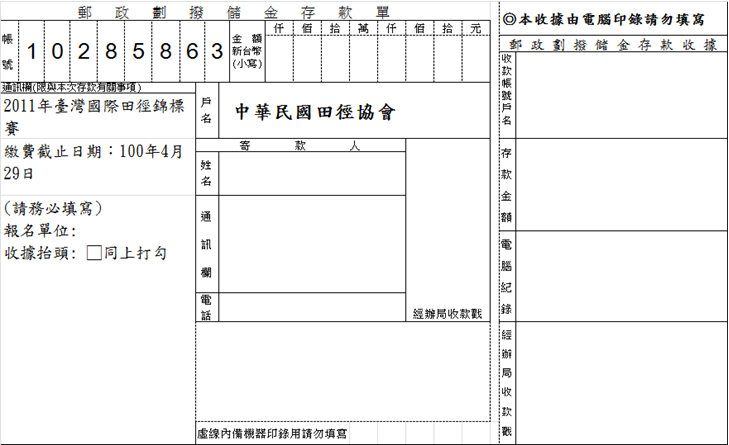 郵政劃撥儲金存款單
帳號
10285863
金額
新台幣
(小寫)
仟佰拾萬仟佰拾元
通訊欄(限與本次存款有關事項)
2011年臺灣國際田徑錦標
賽
繳費截止日期：100年4月
29日
(請務必填寫)
報名單位:
收據抬頭: □同上打勾
戶名
中華民國田徑協會
寄款人
姓名
通訊欄
電話
經辦局收款戳
虛線內備機器印錄用請勿填寫
◎本收據由電腦印錄請勿填寫
郵政劃撥儲金存款收據
收款帳號戶名
存款金額
電腦紀錄
經辦局收款戳